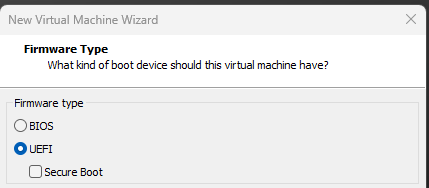 New Virtual Machine Wizard
Firmware Type
What kind of boot device should this virtual machine have?
Firmware type
BIOS
UEFI
Secure Boot